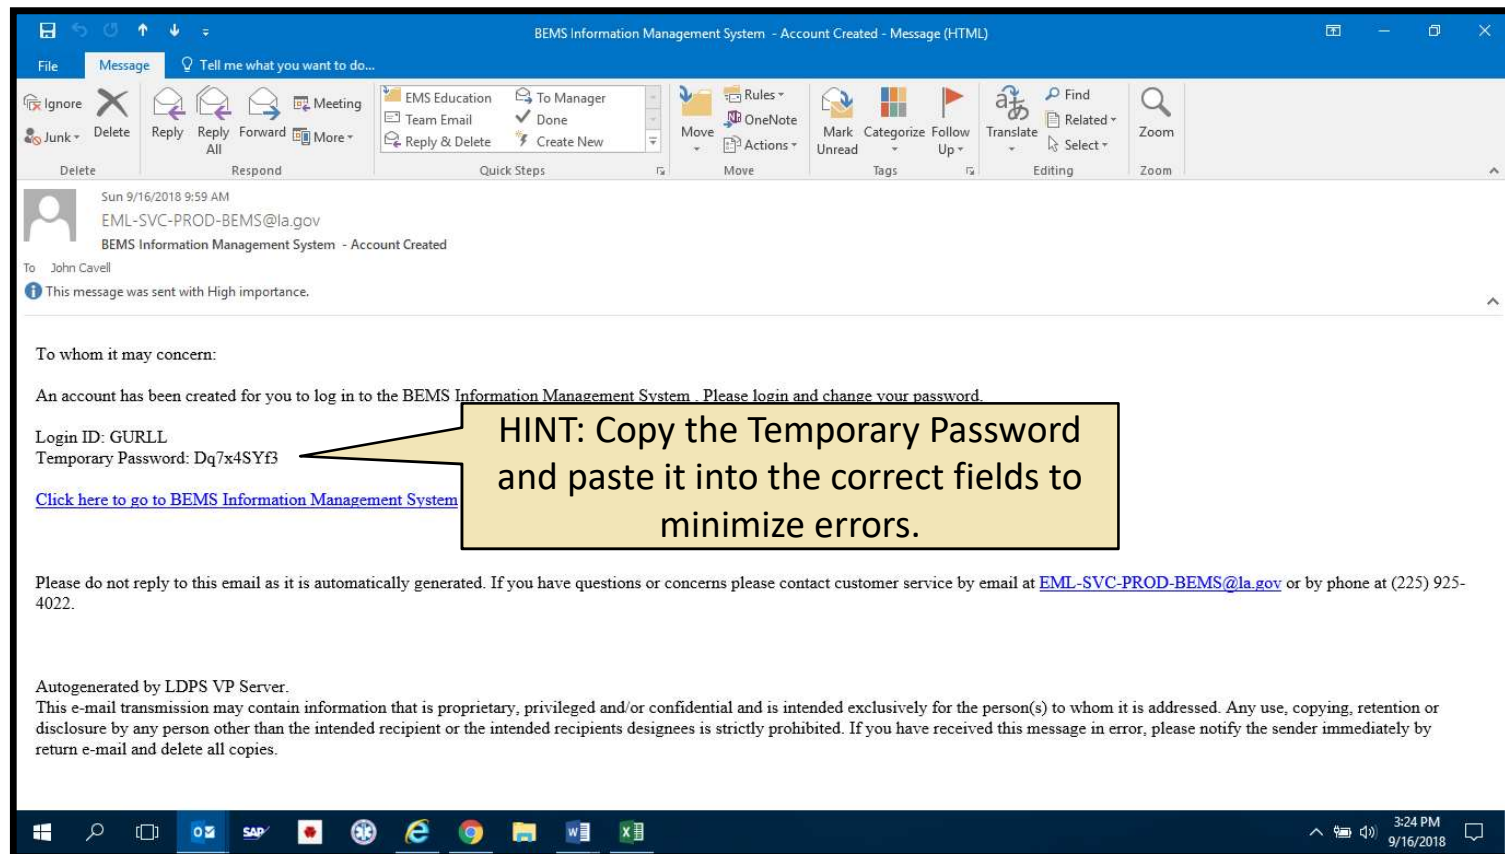 BEMS Information Management System - Account Created - Message (HTML)
File Message Tell me what you want to do...
Ignore
Junk
Delete
Reply
Reply All
Forward
Meeting
More
EMS Education
Team Email
Reply & Delete
To Manager
Done
Create New
Move
Rules
OneNote
Actions
Mark Unread
Categorize
Follow Up
Translate
Find
Related
Select
Zoom
Delete Respond Quick Steps Move Tags Editing Zoom
Sun 9/16/2018 9:59 AM
EML-SVC-PROD-BEMS@la.gov
BEMS Information Management System - Account Created
To John Cavell
This message was sent with High importance.
To whom it may concern:
An account has been created for you to log in to the BEMS Information Management System . Please login and change your password.
Login ID: GURLL
Temporary Password: Dq7x4SYf3
Click here to go to BEMS Information Management System
HINT: Copy the Temporary Password
and paste it into the correct fields to
minimize errors.
Please do not reply to this email as it is automatically generated. If you have questions or concerns please contact customer service by email at EML-SVC-PROD-BEMS@la.gov or by phone at (225) 925-
4022.
Autogenerated by LDPS VP Server.
This e-mail transmission may contain information that is proprietary, privileged and/or confidential and is intended exclusively for the person(s) to whom it is addressed. Any use, copying, retention or
disclosure by any person other than the intended recipient or the intended recipients designees is strictly prohibited. If you have received this message in error, please notify the sender immediately by
return e-mail and delete all copies.
SAP
3:24 PM
9/16/2018